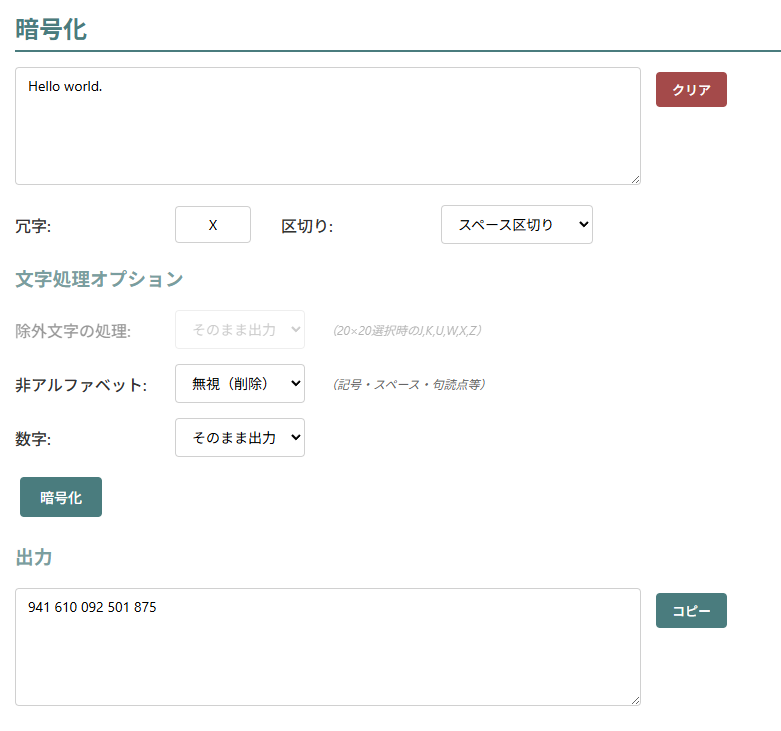 暗号化
Hello world.
クリア
冗字: X 区切り: スペース区切り
文字処理オプション
除外文字の処理: そのまま出力 (20×20選択時のJ,K,U,W,X,Z)
非アルファベット: 無視（削除） (記号・スペース・句読点等)
数字: そのまま出力
暗号化
出力
941 610 092 501 875
コピー